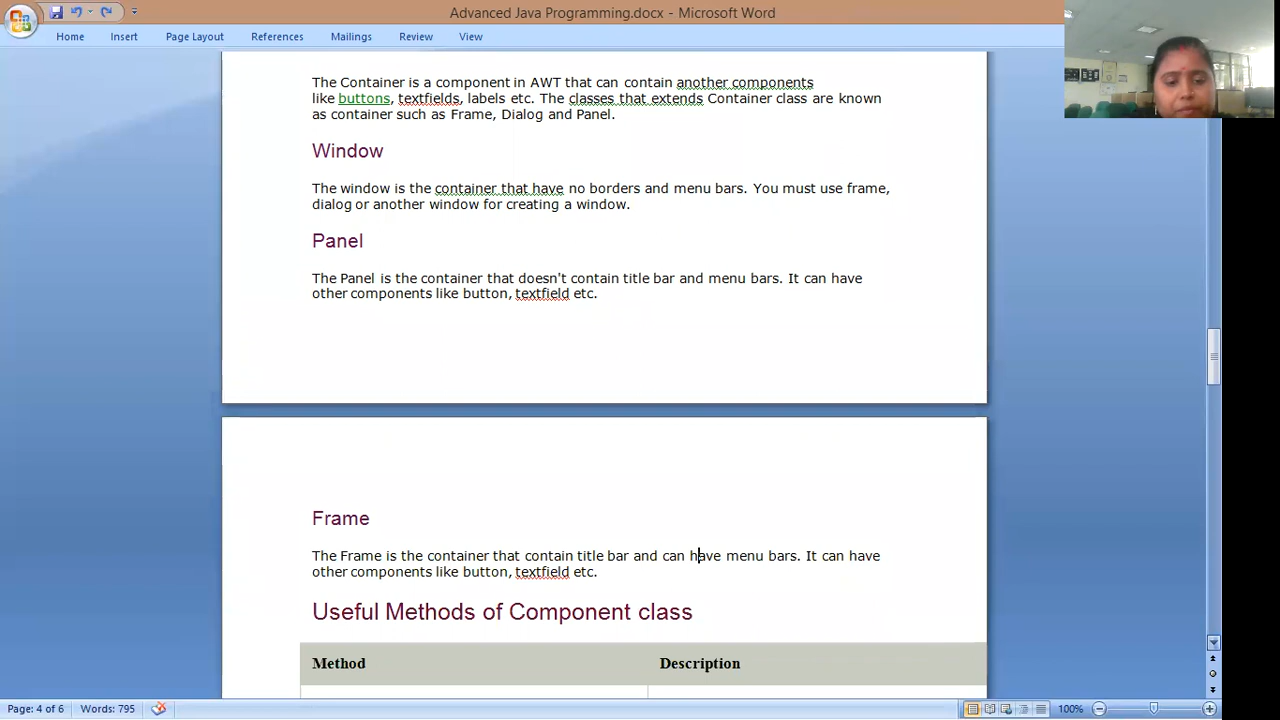 Advanced Java Programming.docx - Microsoft Word
Home Insert Page Layout References Mailings Review View
The Container is a component in AWT that can contain another components
like buttons, textfields, labels etc. The classes that extends Container class are known
as container such as Frame, Dialog and Panel.
Window
The window is the container that have no borders and menu bars. You must use frame,
dialog or another window for creating a window.
Panel
The Panel is the container that doesn't contain title bar and menu bars. It can have
other components like button, textfield etc.
Frame
The Frame is the container that contain title bar and can have menu bars. It can have
other components like button, textfield etc.
Useful Methods of Component class
Method Description
Page: 4 of 6 Words: 795 100%